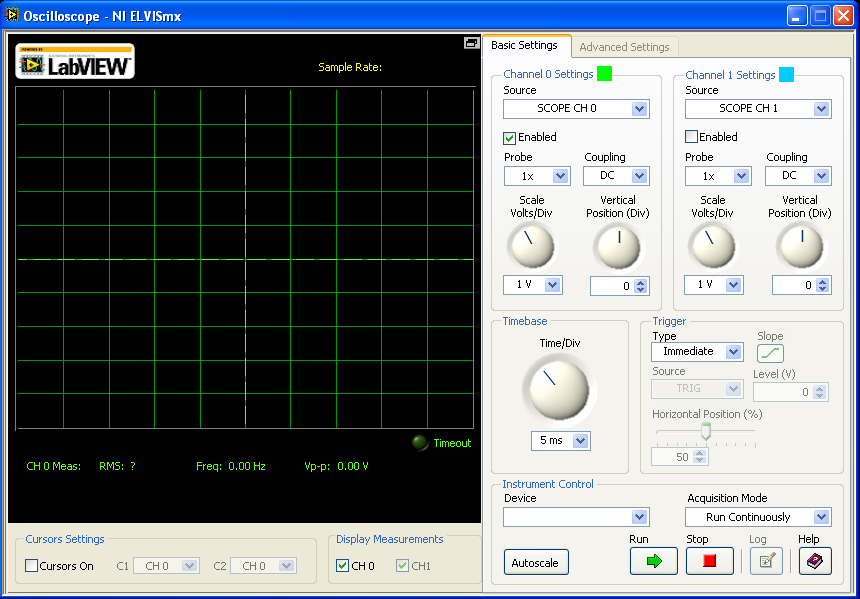 Oscilloscope - NI ELVISmx
LabVIEW
Sample Rate:
Timeout
CH 0 Meas: RMS: ? Freq: 0.00 Hz Vp-p: 0.00 V
Cursors Settings
Cursors On C1 CH 0 C2 CH 0
Display Measurements
CH 0 CH1
Basic Settings Advanced Settings
Channel 0 Settings
Source
SCOPE CH 0
Enabled
Probe Coupling
1x DC
Scale
Volts/Div
Vertical
Position (Div)
1 V 0
Channel 1 Settings
Source
SCOPE CH 1
Enabled
Probe Coupling
1x DC
Scale
Volts/Div
Vertical
Position (Div)
1 V 0
Timebase
Time/Div
5 ms
Trigger
Type Slope
Immediate
Source Level (V)
TRIG 0
Horizontal Position (%)
50
Instrument Control
Device Acquisition Mode
Run Continuously
Run Stop Log Help
Autoscale